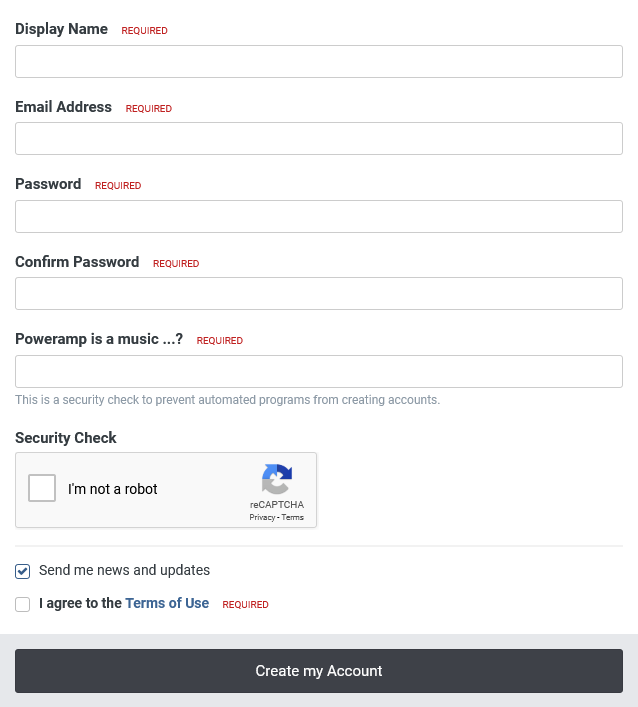 Display Name REQUIRED
Email Address REQUIRED
Password REQUIRED
Confirm Password REQUIRED
Poweramp is a music ...? REQUIRED
This is a security check to prevent automated programs from creating accounts.
Security Check
I'm not a robot
reCAPTCHA
Privacy - Terms
Send me news and updates
I agree to the Terms of Use REQUIRED
Create my Account